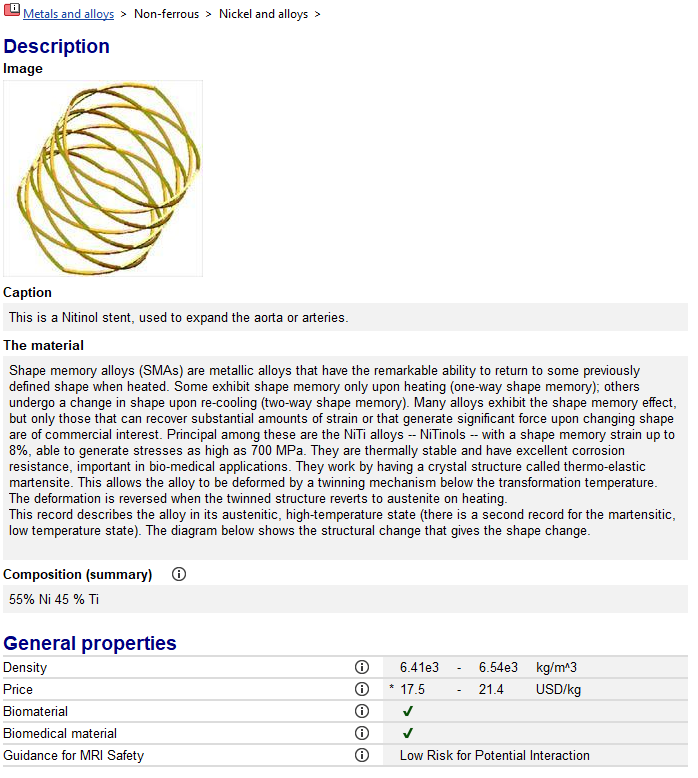 Metals and alloys > Non-ferrous > Nickel and alloys >
Description
Image
Caption
This is a Nitinol stent, used to expand the aorta or arteries.
The material
Shape memory alloys (SMAs) are metallic alloys that have the remarkable ability to return to some previously
defined shape when heated. Some exhibit shape memory only upon heating (one-way shape memory); others
undergo a change in shape upon re-cooling (two-way shape memory). Many alloys exhibit the shape memory effect,
but only those that can recover substantial amounts of strain or that generate significant force upon changing shape
are of commercial interest. Principal among these are the NiTi alloys -- NiTinols -- with a shape memory strain up to
8%, able to generate stresses as high as 700 MPa. They are thermally stable and have excellent corrosion
resistance, important in bio-medical applications. They work by having a crystal structure called thermo-elastic
martensite. This allows the alloy to be deformed by a twinning mechanism below the transformation temperature.
The deformation is reversed when the twinned structure reverts to austenite on heating.
This record describes the alloy in its austenitic, high-temperature state (there is a second record for the martensitic,
low temperature state). The diagram below shows the structural change that gives the shape change.
Composition (summary)
55% Ni 45 % Ti
General properties
Density 6.41e3 - 6.54e3 kg/m^3
Price * 17.5 - 21.4 USD/kg
Biomaterial ✓
Biomedical material ✓
Guidance for MRI Safety Low Risk for Potential Interaction